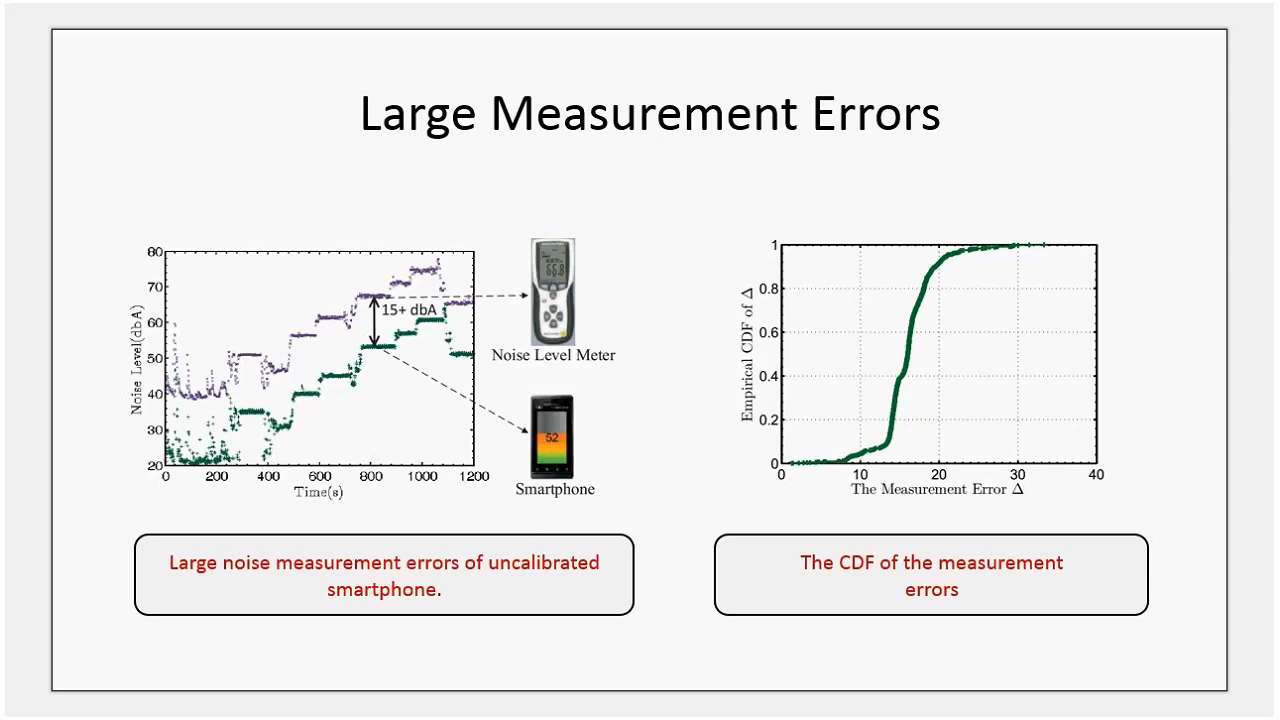 Large Measurement Errors
80
70
60
50
40
30
20
Noise Level(dbA)
0 200 400 600 800 1000 1200
Time(s)
15+ dbA
66.8
Noise Level Meter
52
Smartphone
1
0.8
0.6
0.4
0.2
0
Empirical CDF of Δ
0 10 20 30 40
The Measurement Error Δ
Large noise measurement errors of uncalibrated
smartphone.
The CDF of the measurement
errors